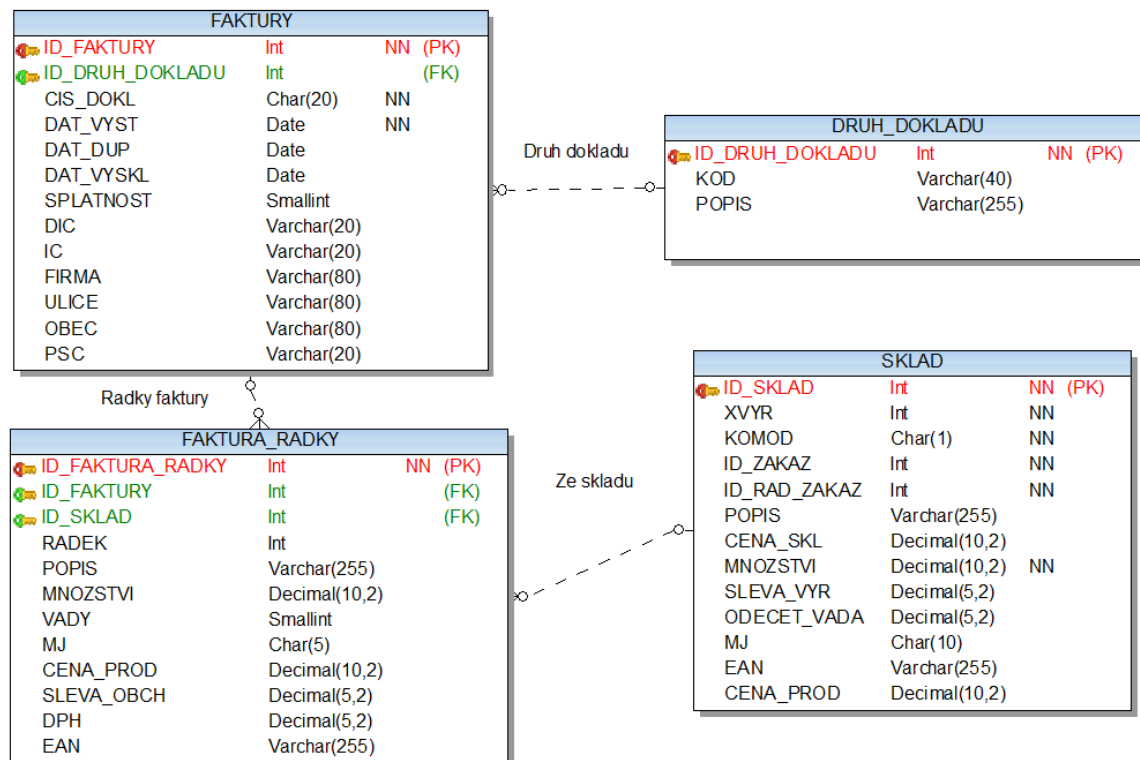 FAKTURY
ID_FAKTURY Int NN (PK)
ID_DRUH_DOKLADU Int (FK)
CIS_DOKL Char(20) NN
DAT_VYST Date NN
DAT_DUP Date
DAT_VYSKL Date
SPLATNOST Smallint
DIC Varchar(20)
IC Varchar(20)
FIRMA Varchar(80)
ULICE Varchar(80)
OBEC Varchar(80)
PSC Varchar(20)
Druh dokladu
DRUH_DOKLADU
ID_DRUH_DOKLADU Int NN (PK)
KOD Varchar(40)
POPIS Varchar(255)
Radky faktury
FAKTURA_RADKY
ID_FAKTURA_RADKY Int NN (PK)
ID_FAKTURY Int (FK)
ID_SKLAD Int (FK)
RADEK Int
POPIS Varchar(255)
MNOZSTVI Decimal(10,2)
VADY Smallint
MJ Char(5)
CENA_PROD Decimal(10,2)
SLEVA_OBCH Decimal(5,2)
DPH Decimal(5,2)
EAN Varchar(255)
Ze skladu
SKLAD
ID_SKLAD Int NN (PK)
XVYR Int NN
KOMOD Char(1) NN
ID_ZAKAZ Int NN
ID_RAD_ZAKAZ Int NN
POPIS Varchar(255)
CENA_SKL Decimal(10,2)
MNOZSTVI Decimal(10,2) NN
SLEVA_VYR Decimal(5,2)
ODECET_VADA Decimal(5,2)
MJ Char(10)
EAN Varchar(255)
CENA_PROD Decimal(10,2)